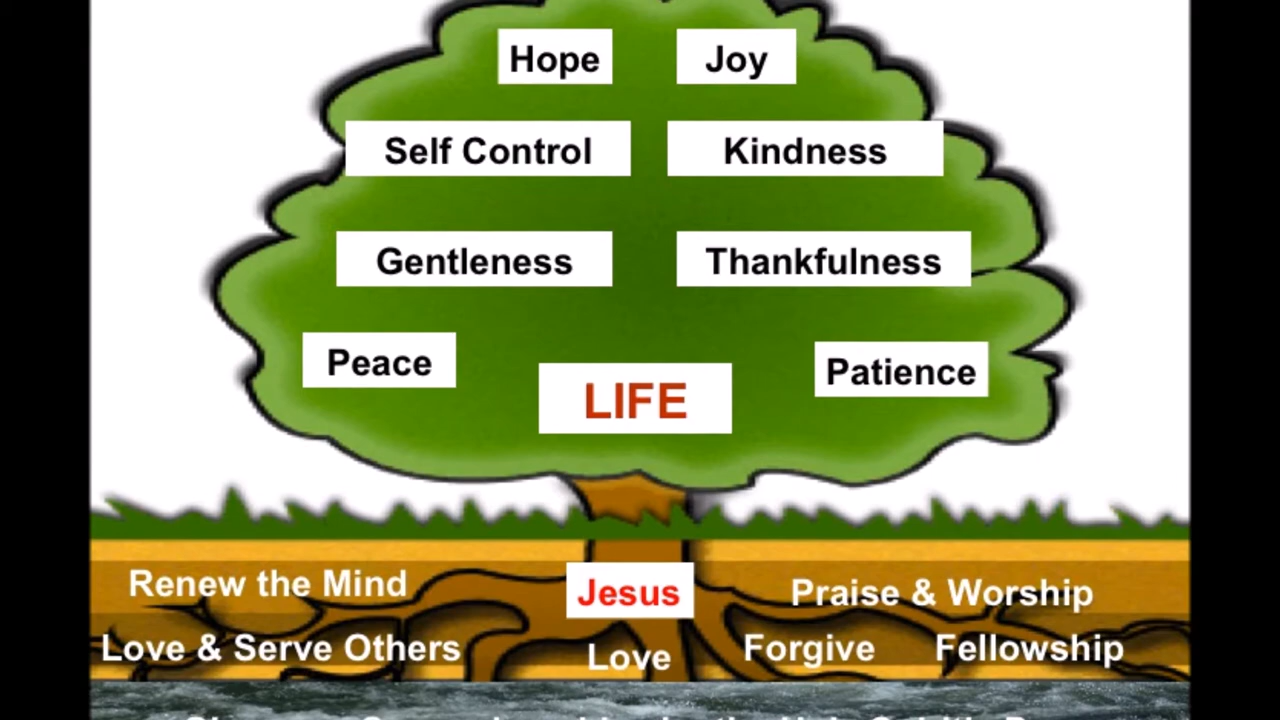 Hope Joy
Self Control Kindness
Gentleness Thankfulness
Peace Patience
LIFE
Renew the Mind Jesus Praise & Worship
Love & Serve Others Love Forgive Fellowship